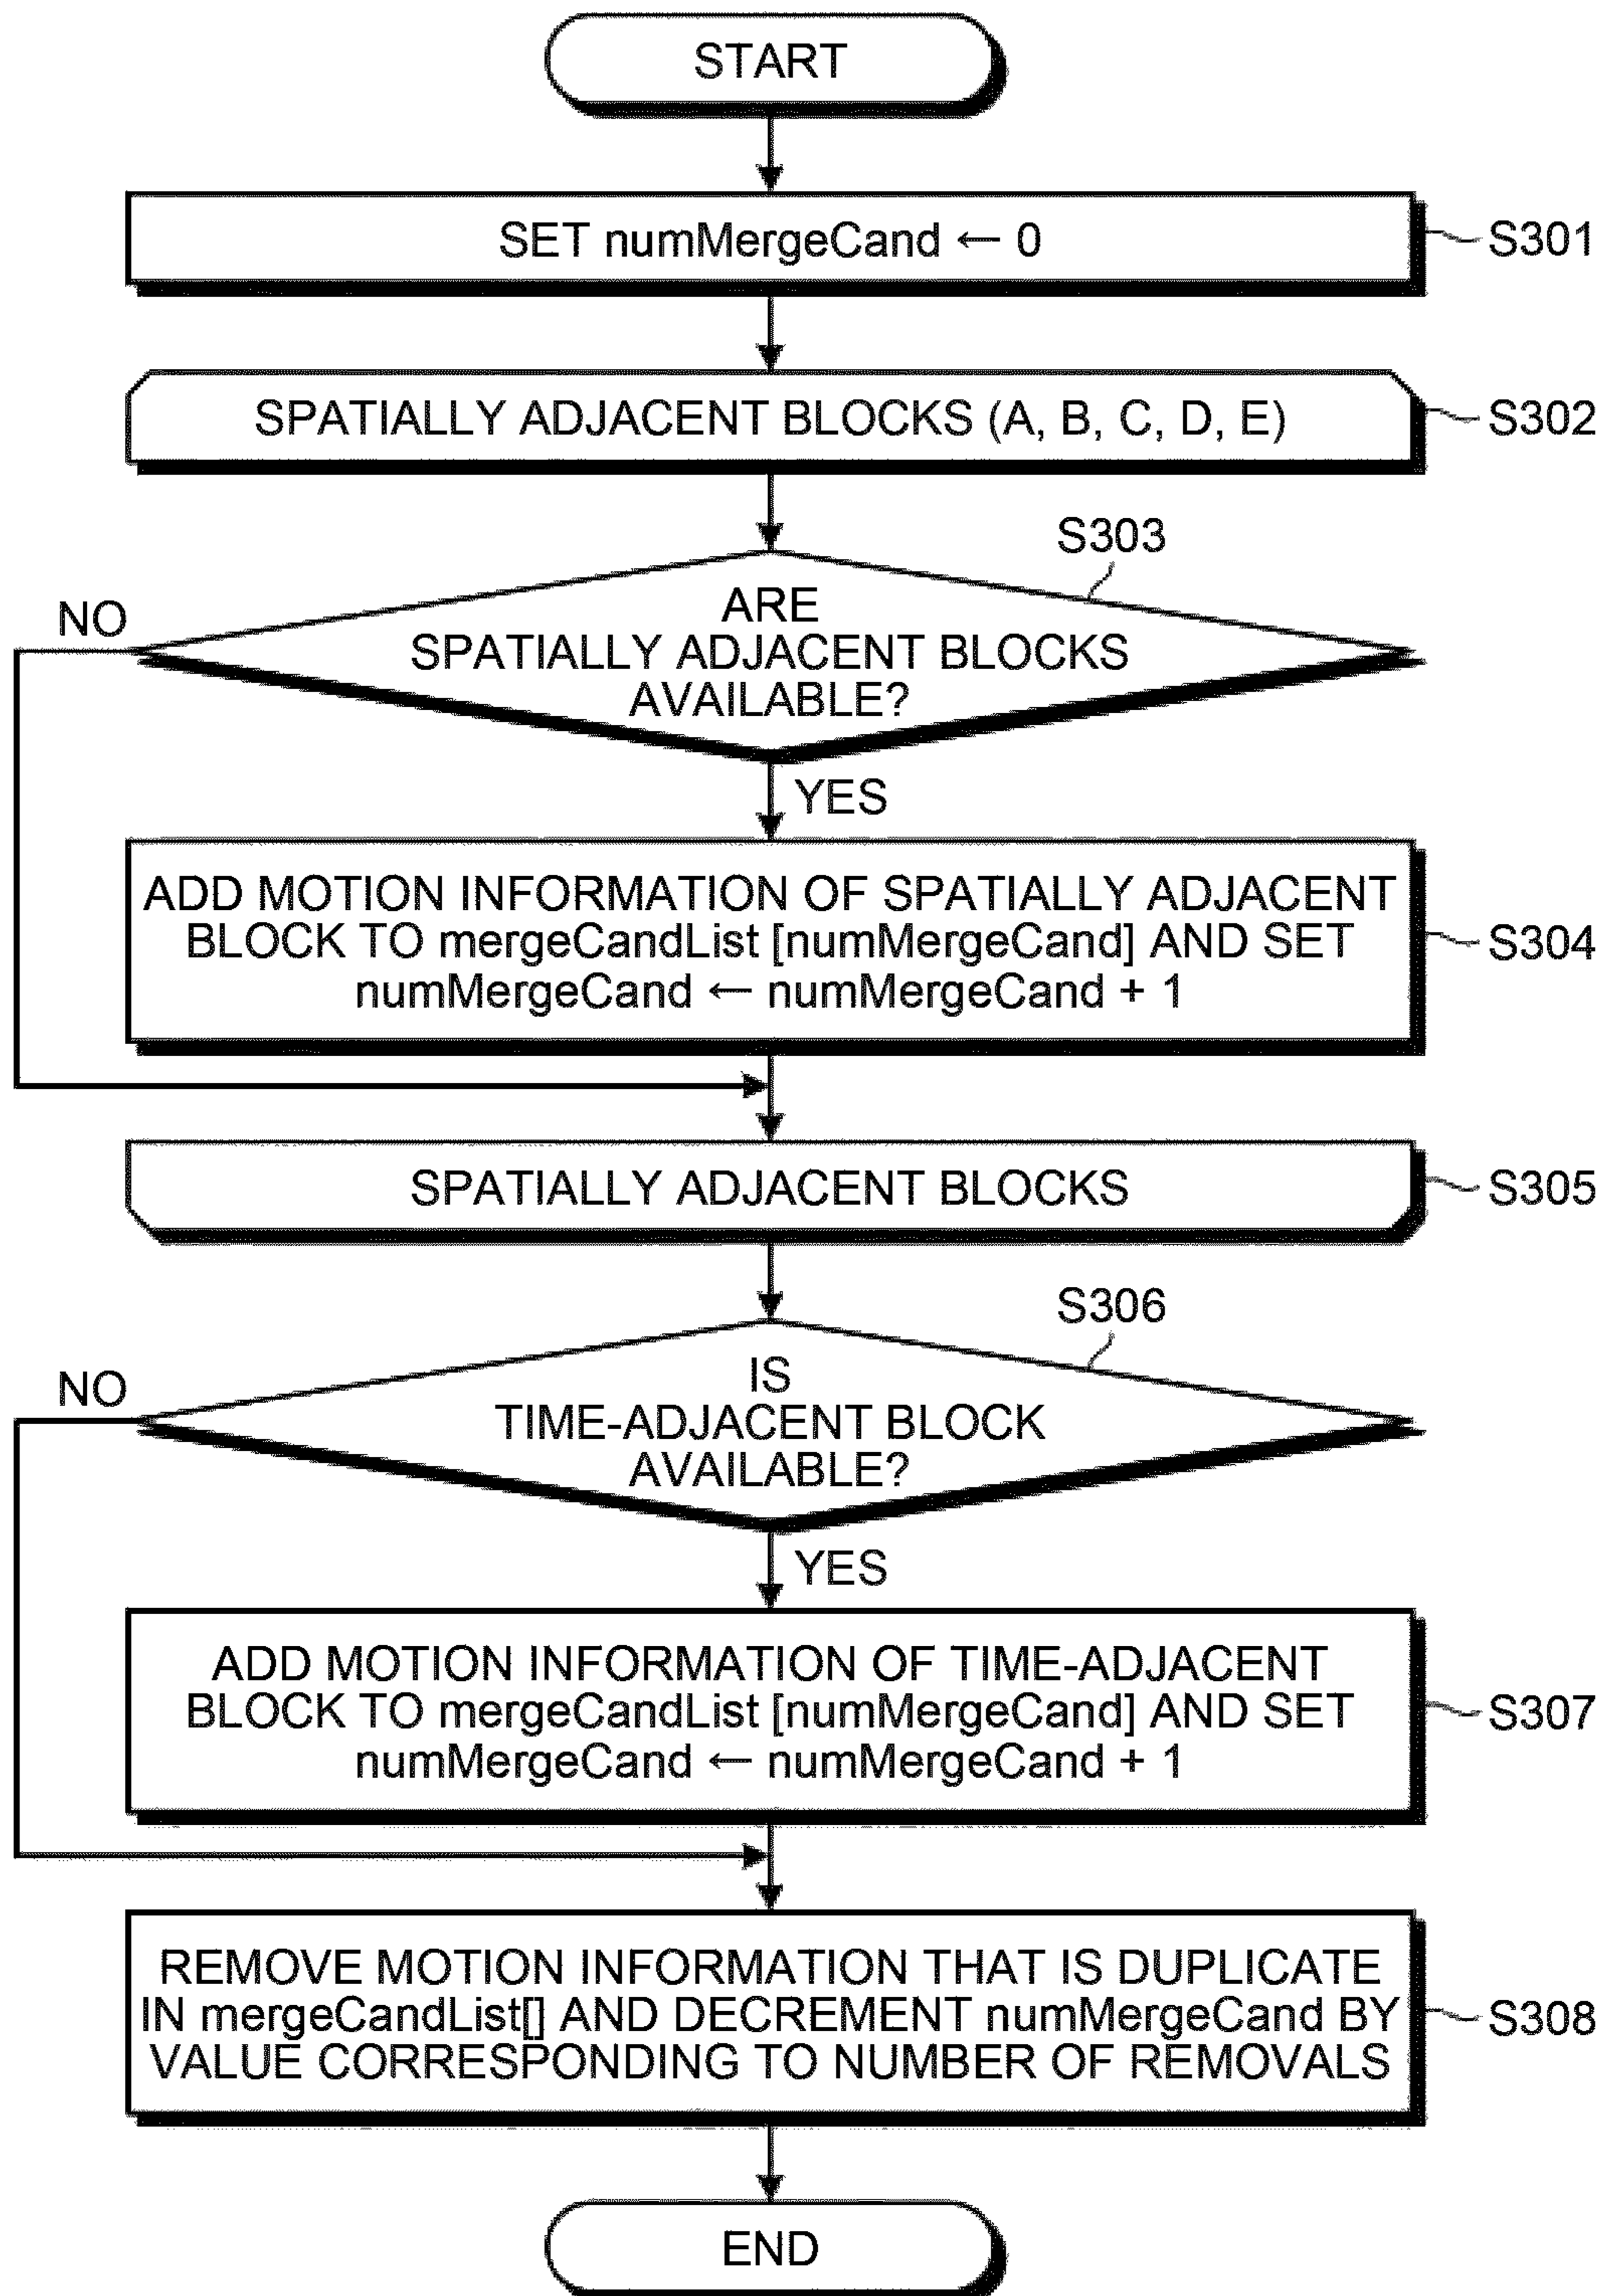 START
SET numMergeCand ← 0
S301
SPATIALLY ADJACENT BLOCKS (A, B, C, D, E)
S302
S303
NO
ARE
SPATIALLY ADJACENT BLOCKS
AVAILABLE?
YES
ADD MOTION INFORMATION OF SPATIALLY ADJACENT
BLOCK TO mergeCandList [numMergeCand] AND SET
numMergeCand ← numMergeCand + 1
S304
SPATIALLY ADJACENT BLOCKS
S305
S306
NO
IS
TIME-ADJACENT BLOCK
AVAILABLE?
YES
ADD MOTION INFORMATION OF TIME-ADJACENT
BLOCK TO mergeCandList [numMergeCand] AND SET
numMergeCand ← numMergeCand + 1
S307
REMOVE MOTION INFORMATION THAT IS DUPLICATE
IN mergeCandList[] AND DECREMENT numMergeCand BY
VALUE CORRESPONDING TO NUMBER OF REMOVALS
S308
END